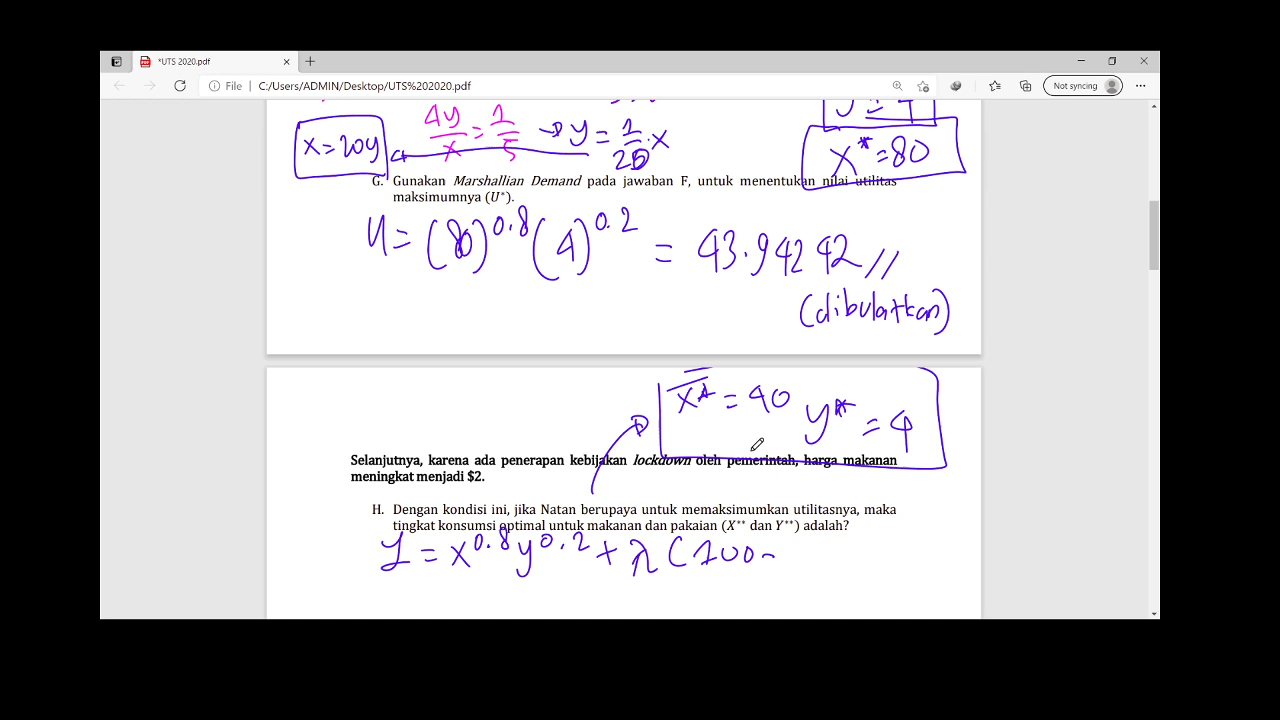 *UTS 2020.pdf
File C:/Users/ADMIN/Desktop/UTS%202020.pdf Not syncing
x=20y
4y/x = 1/5 → y = 1/20 · x
X* = 80
G. Gunakan Marshallian Demand pada jawaban F, untuk menentukan nilai utilitas
maksimumnya (U*).
U = (80)^0.8 (4)^0.2 = 43.94242 //
(dibulatkan)
X* = 40 y* = 4
Selanjutnya, karena ada penerapan kebijakan lockdown oleh pemerintah, harga makanan
meningkat menjadi $2.
H. Dengan kondisi ini, jika Natan berupaya untuk memaksimumkan utilitasnya, maka
tingkat konsumsi optimal untuk makanan dan pakaian (X** dan Y**) adalah?
L = x^0.8 y^0.2 + λ (100 -